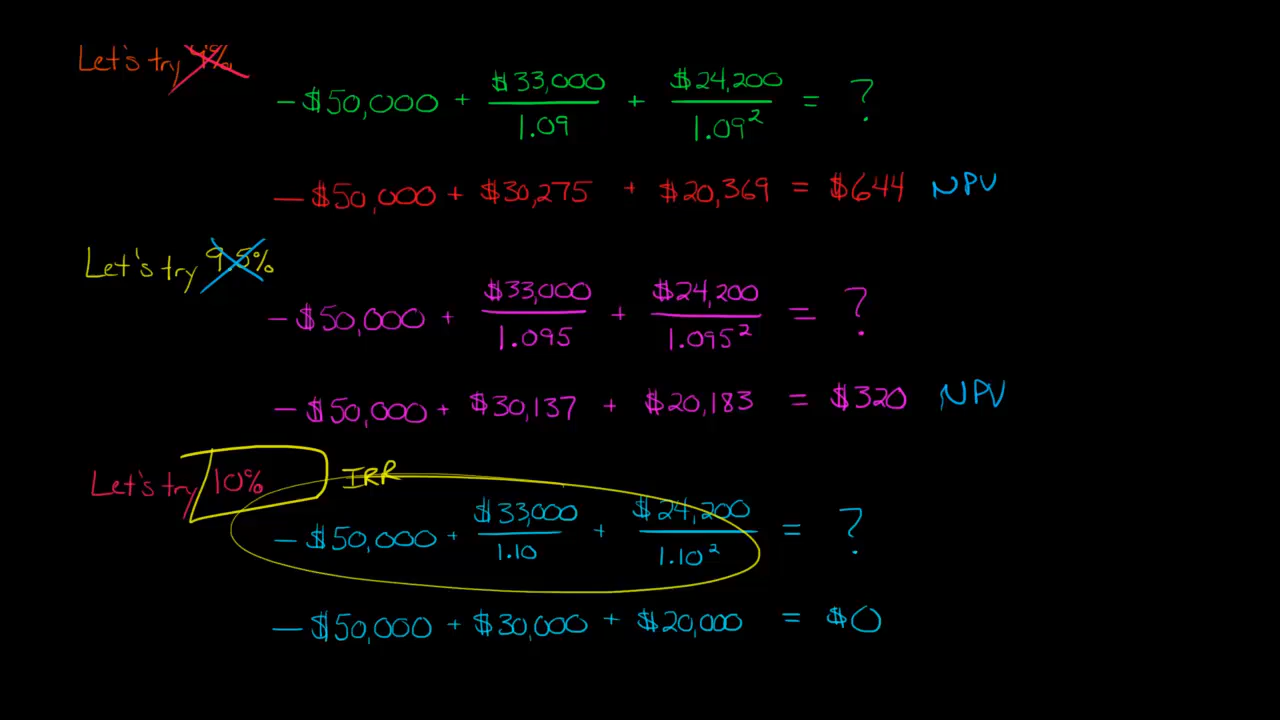 Let's try 9%
-$50,000 + $33,000/1.09 + $24,200/1.09² = ?
-$50,000 + $30,275 + $20,369 = $644 NPV
Let's try 9.5%
-$50,000 + $33,000/1.095 + $24,200/1.095² = ?
-$50,000 + $30,137 + $20,183 = $320 NPV
Let's try 10% IRR
-$50,000 + $33,000/1.10 + $24,200/1.10² = ?
-$50,000 + $30,000 + $20,000 = $0